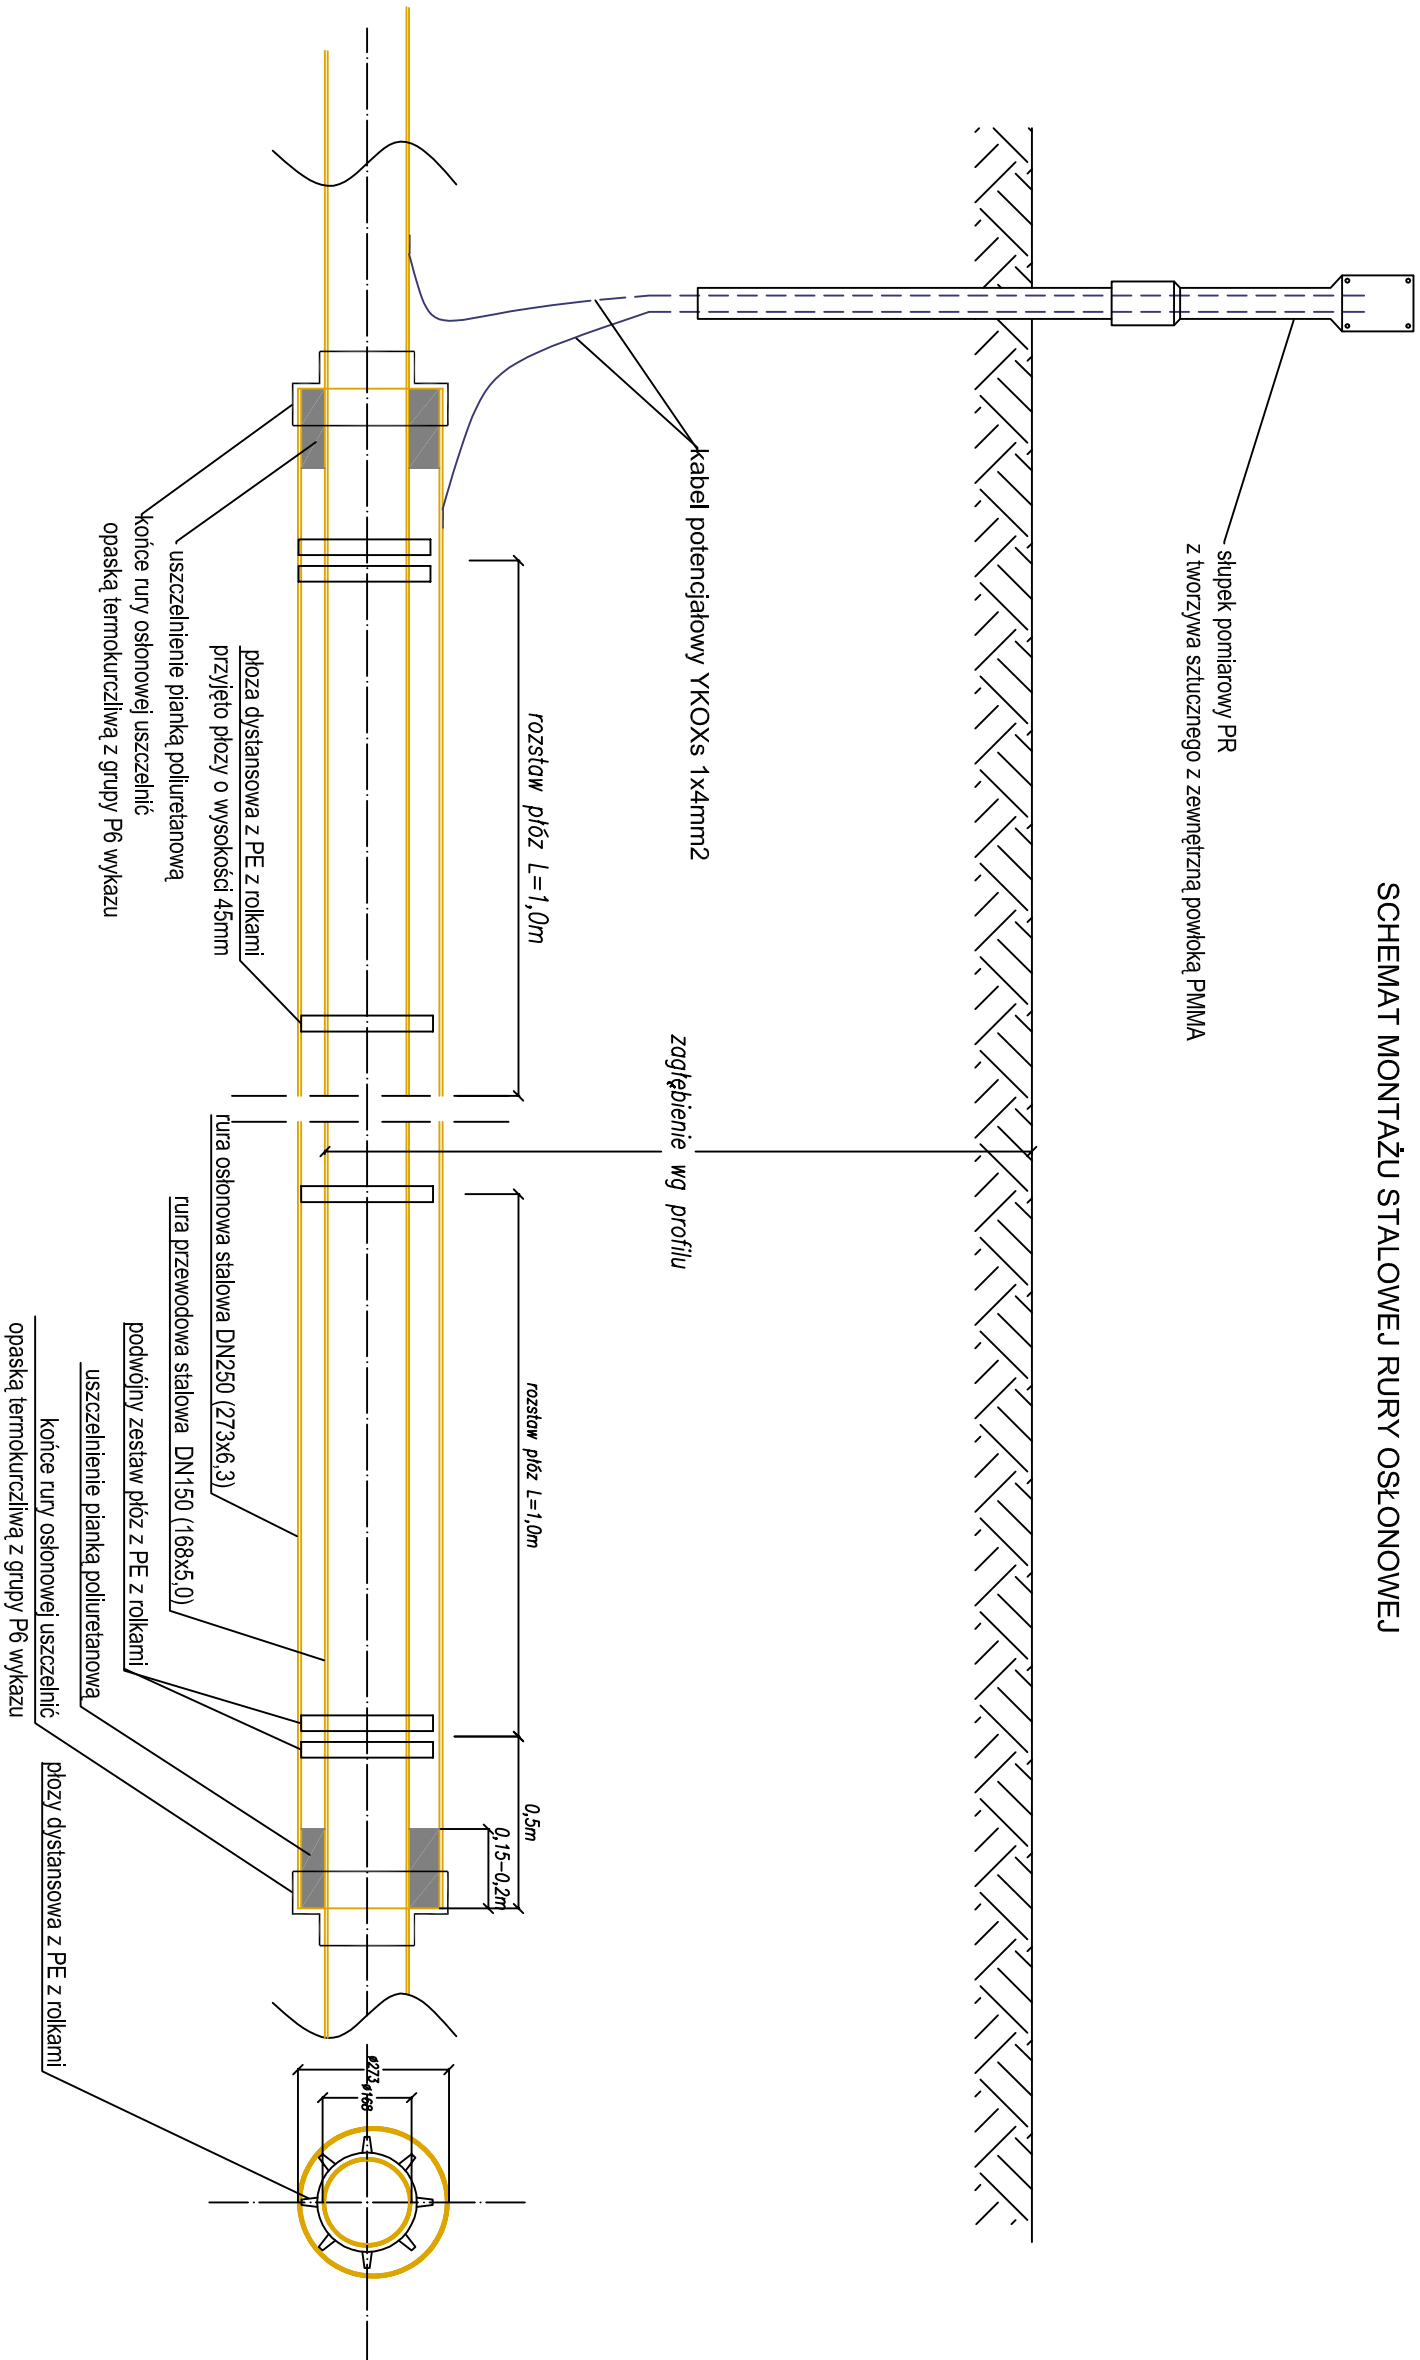 SCHEMAT MONTAŻU STALOWEJ RURY OSŁONOWEJ
słupek pomiarowy PR
z tworzywa sztucznego z zewnętrzną powłoką PMMA
kabel potencjałowy YKOXs 1x4mm2
zagłębienie wg profilu
rozstaw płóz L=1,0m
rozstaw płóz L=1,0m
0,5m
0,15-0,2m
płoza dystansowa z PE z rolkami
przyjęto płozy o wysokości 45mm
uszczelnienie pianką poliuretanową
końce rury osłonowej uszczelnić
opaską termokurczliwą z grupy P6 wykazu
rura osłonowa stalowa DN250 (273x6,3)
rura przewodowa stalowa DN150 (168x5,0)
podwójny zestaw płóz z PE z rolkami
uszczelnienie pianką poliuretanową
końce rury osłonowej uszczelnić
opaską termokurczliwą z grupy P6 wykazu
płozy dystansowa z PE z rolkami
ø273
ø168